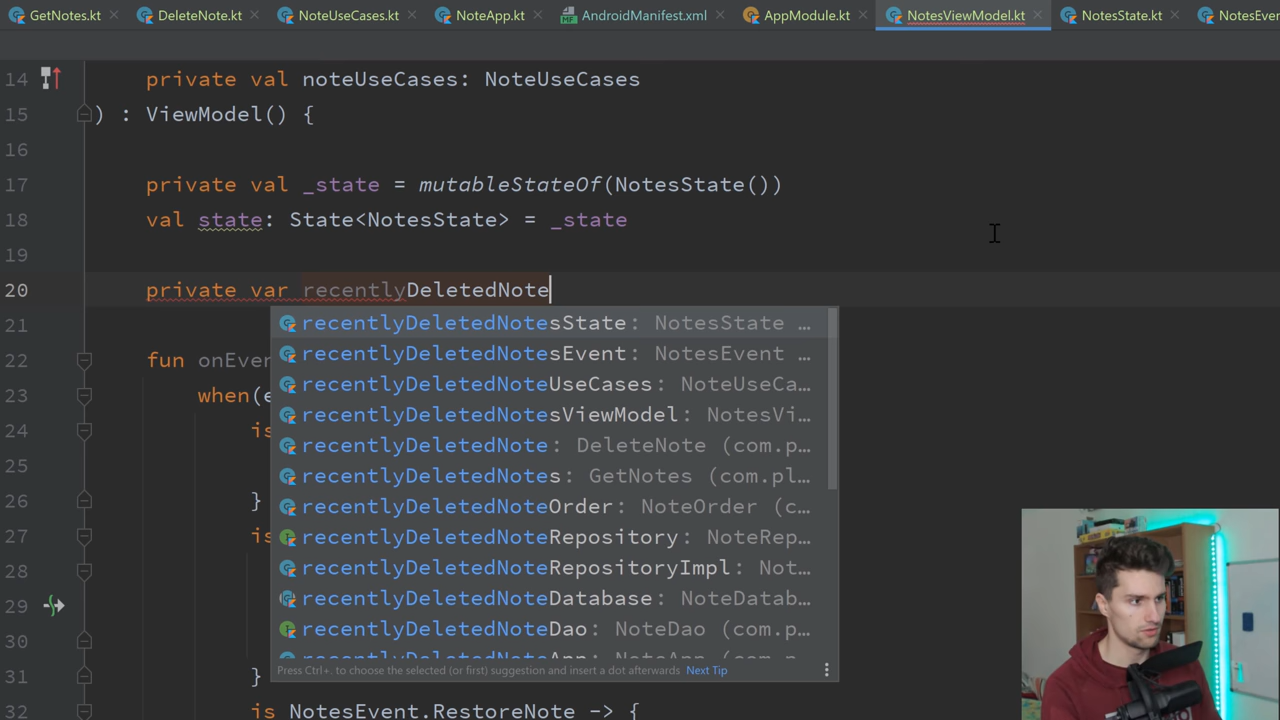 GetNotes.kt DeleteNote.kt NoteUseCases.kt NoteApp.kt AndroidManifest.xml AppModule.kt NotesViewModel.kt NotesState.kt NotesEver
14 private val noteUseCases: NoteUseCases
15 ) : ViewModel() {
16
17 private val _state = mutableStateOf(NotesState())
18 val state: State<NotesState> = _state
19
20 private var recentlyDeletedNote
21 recentlyDeletedNotesState: NotesState …
22 fun onEven
recentlyDeletedNotesEvent: NotesEvent …
23 when(e recentlyDeletedNoteUseCases: NoteUseCa…
recentlyDeletedNotesViewModel: NotesVi…
24 is
recentlyDeletedNote: DeleteNote (com.p…
25 recentlyDeletedNotes: GetNotes (com.pl…
26 } recentlyDeletedNoteOrder: NoteOrder (c…
27 is recentlyDeletedNoteRepository: NoteRep…
28 recentlyDeletedNoteRepositoryImpl: Not…
29 recentlyDeletedNoteDatabase: NoteDatab…
30 recentlyDeletedNoteDao: NoteDao (com.p…
recentlyDeletedNoteApp: NoteApp (com.p…
31 } Press Ctrl+. to choose the selected (or first) suggestion and insert a dot afterwards Next Tip
32 is NotesEvent.RestoreNote -> {